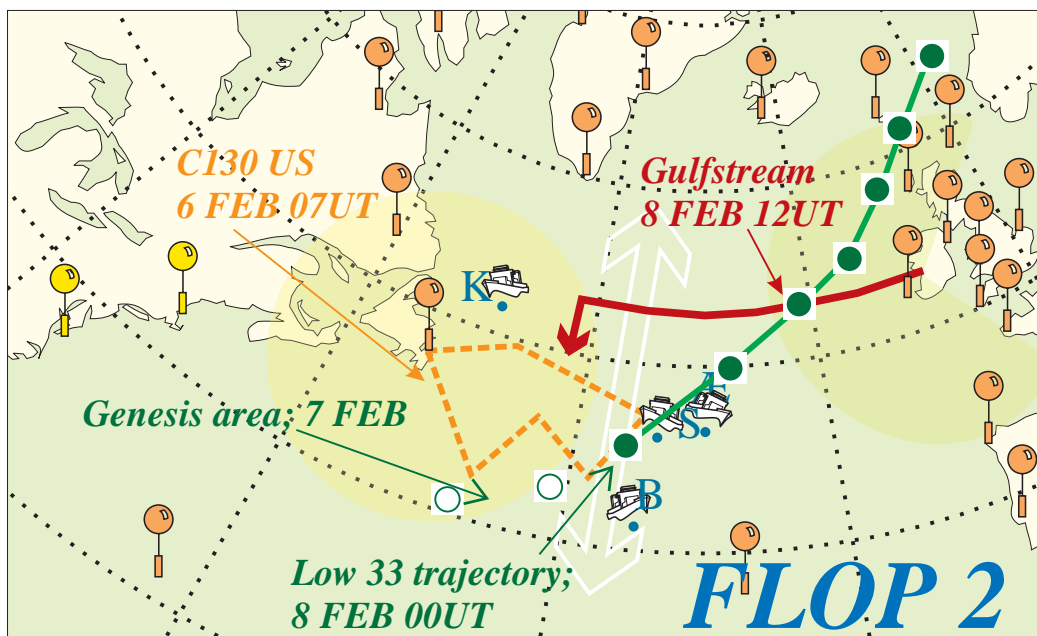 C130 US
6 FEB 07UT
Gulfstream
8 FEB 12UT
K
Genesis area; 7 FEB
S
B
Low 33 trajectory;
8 FEB 00UT
FLOP 2